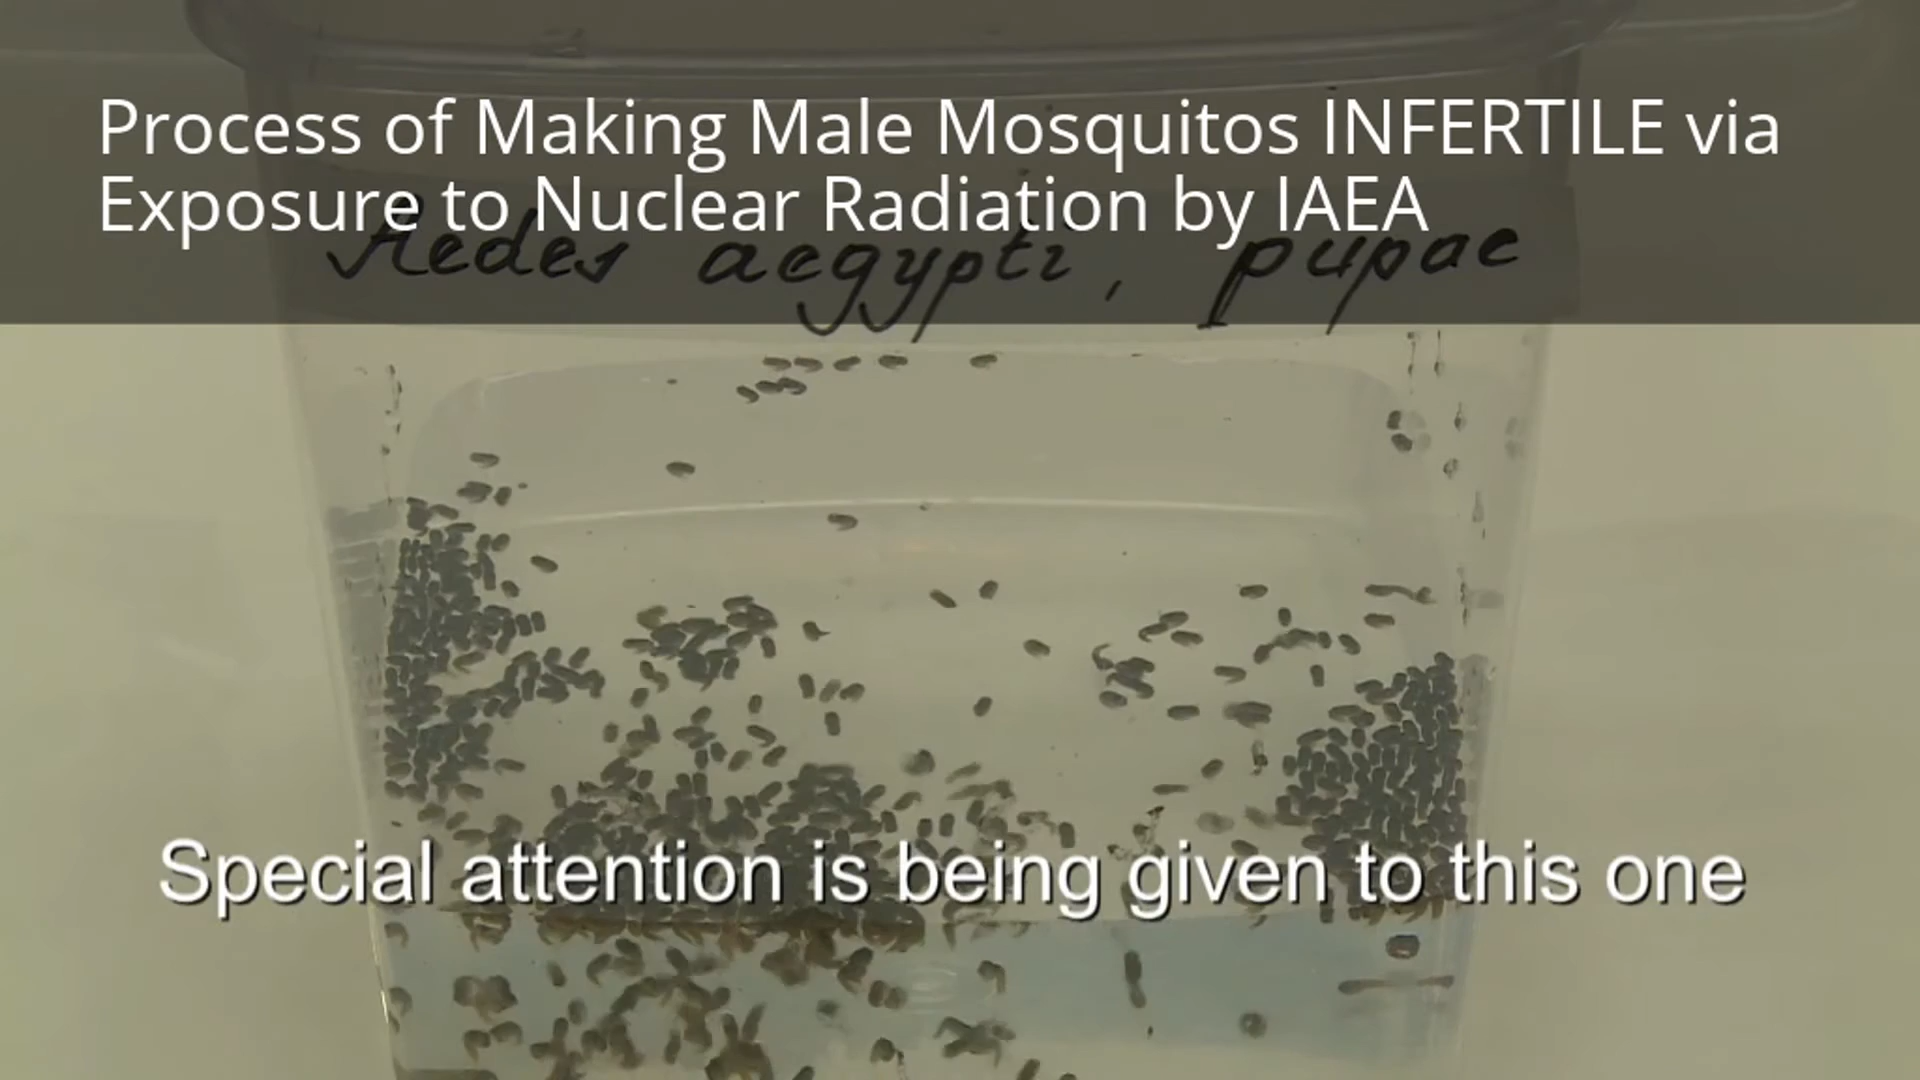 Process of Making Male Mosquitos INFERTILE via
Exposure to Nuclear Radiation by IAEA
Aedes aegypti, pupae
Special attention is being given to this one